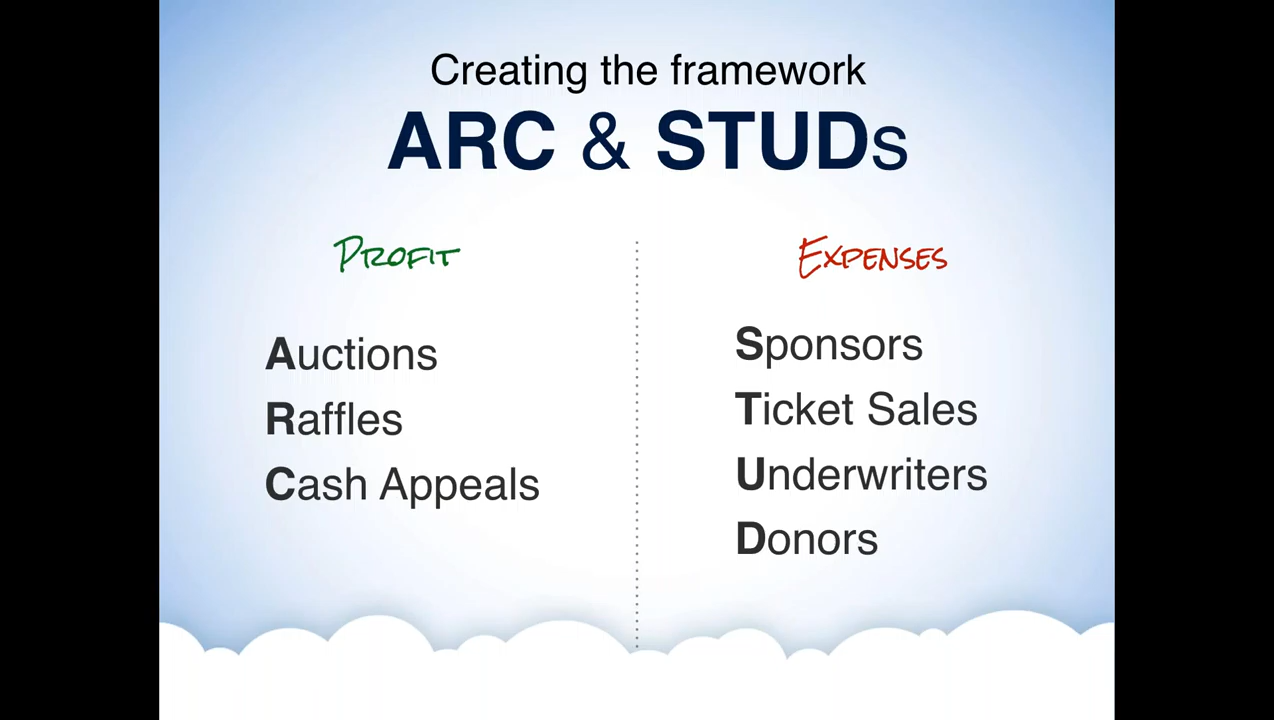 Creating the framework
ARC & STUDs
Profit
Auctions
Raffles
Cash Appeals
Expenses
Sponsors
Ticket Sales
Underwriters
Donors